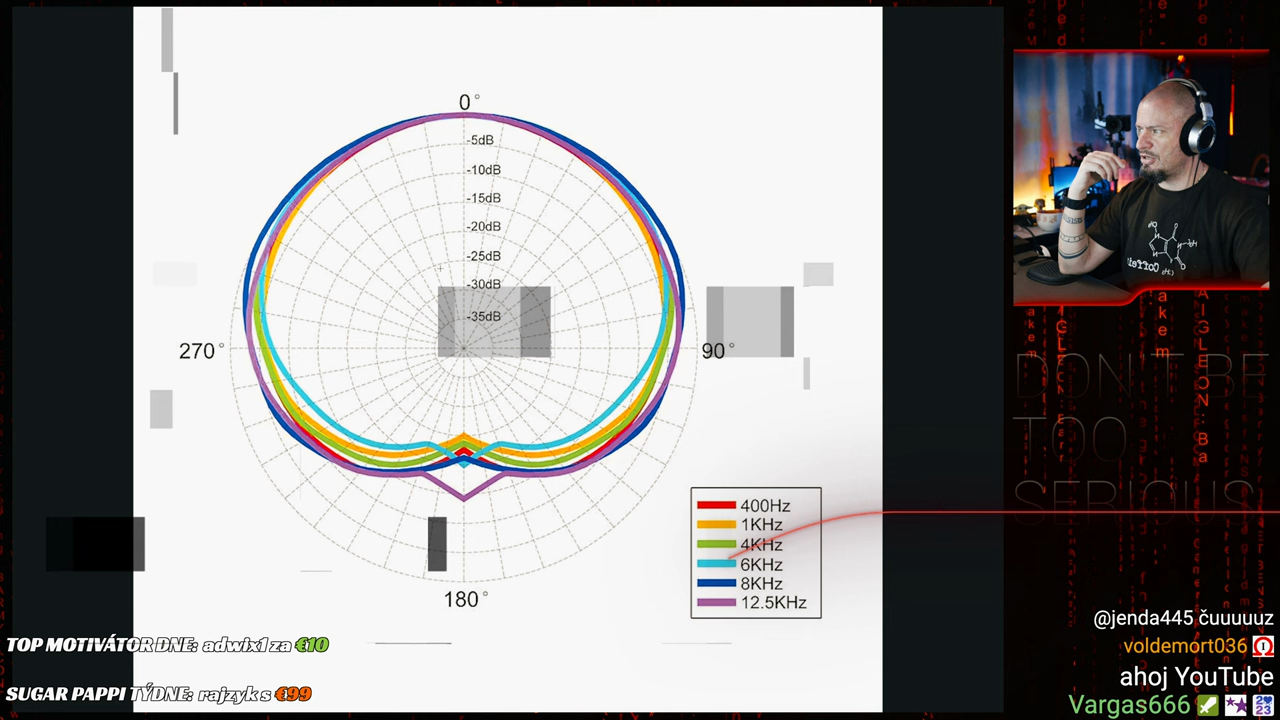 0°
-5dB
-10dB
-15dB
-20dB
-25dB
-30dB
-35dB
270°
90°
180°
400Hz
1KHz
4KHz
6KHz
8KHz
12.5KHz
TOP MOTIVÁTOR DNE: adwix1 za €10
SUGAR PAPPI TÝDNE: rajzyk s €99
DON'T BE
TOO
SERIOUS
@jenda445 čuuuuuz
voldemort036
ahoj YouTube
Vargas666